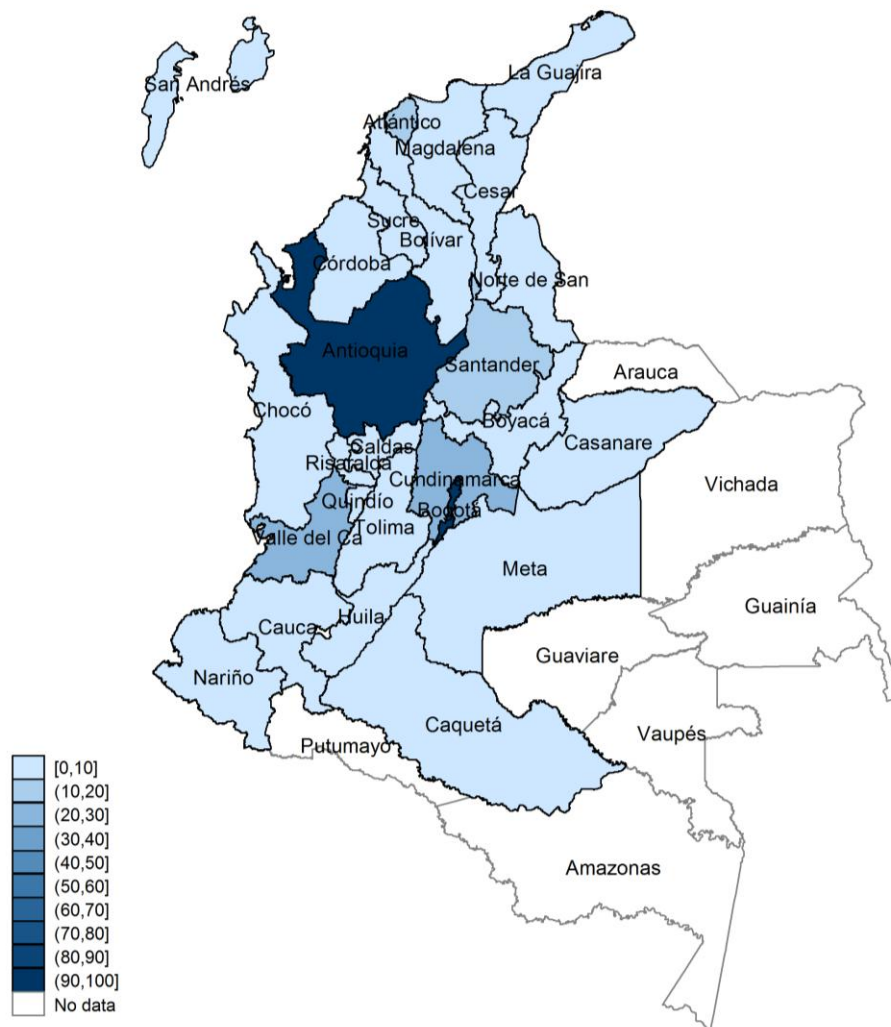 La Guajira
San Andrés
Atlántico
Magdalena
Cesar
Sucre
Bolívar
Córdoba
Norte de San
Antioquia
Santander
Arauca
Chocó
Boyacá
Casanare
Caldas
Risaralda
Cundinamarca
Vichada
Quindío
Bogotá
Tolima
Valle del Ca
Meta
Guainía
Huila
Cauca
Guaviare
Nariño
Caquetá
Vaupés
Putumayo
Amazonas
[0,10]
(10,20]
(20,30]
(30,40]
(40,50]
(50,60]
(60,70]
(70,80]
(80,90]
(90,100]
No data